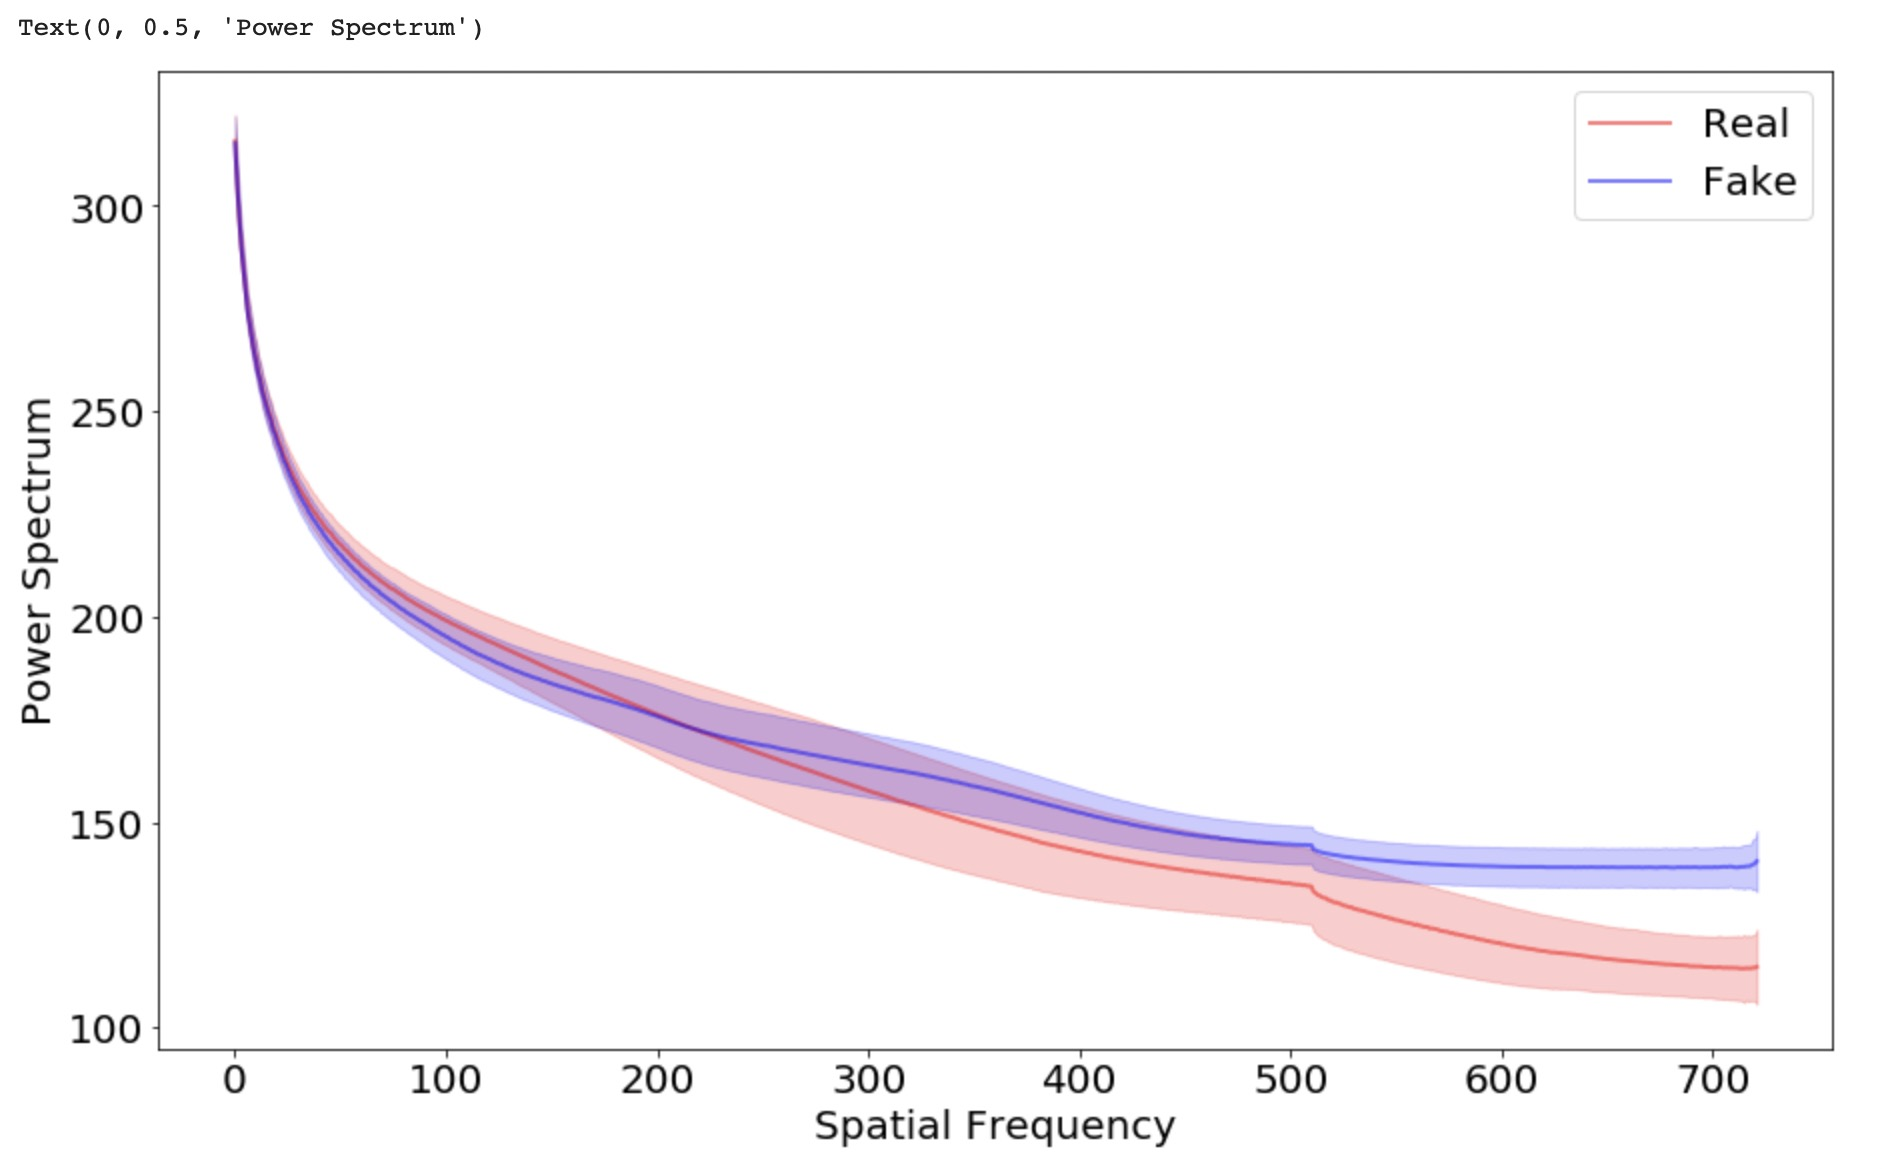 Text(0, 0.5, 'Power Spectrum')
Real
Fake
300
250
200
150
100
Power Spectrum
0 100 200 300 400 500 600 700
Spatial Frequency